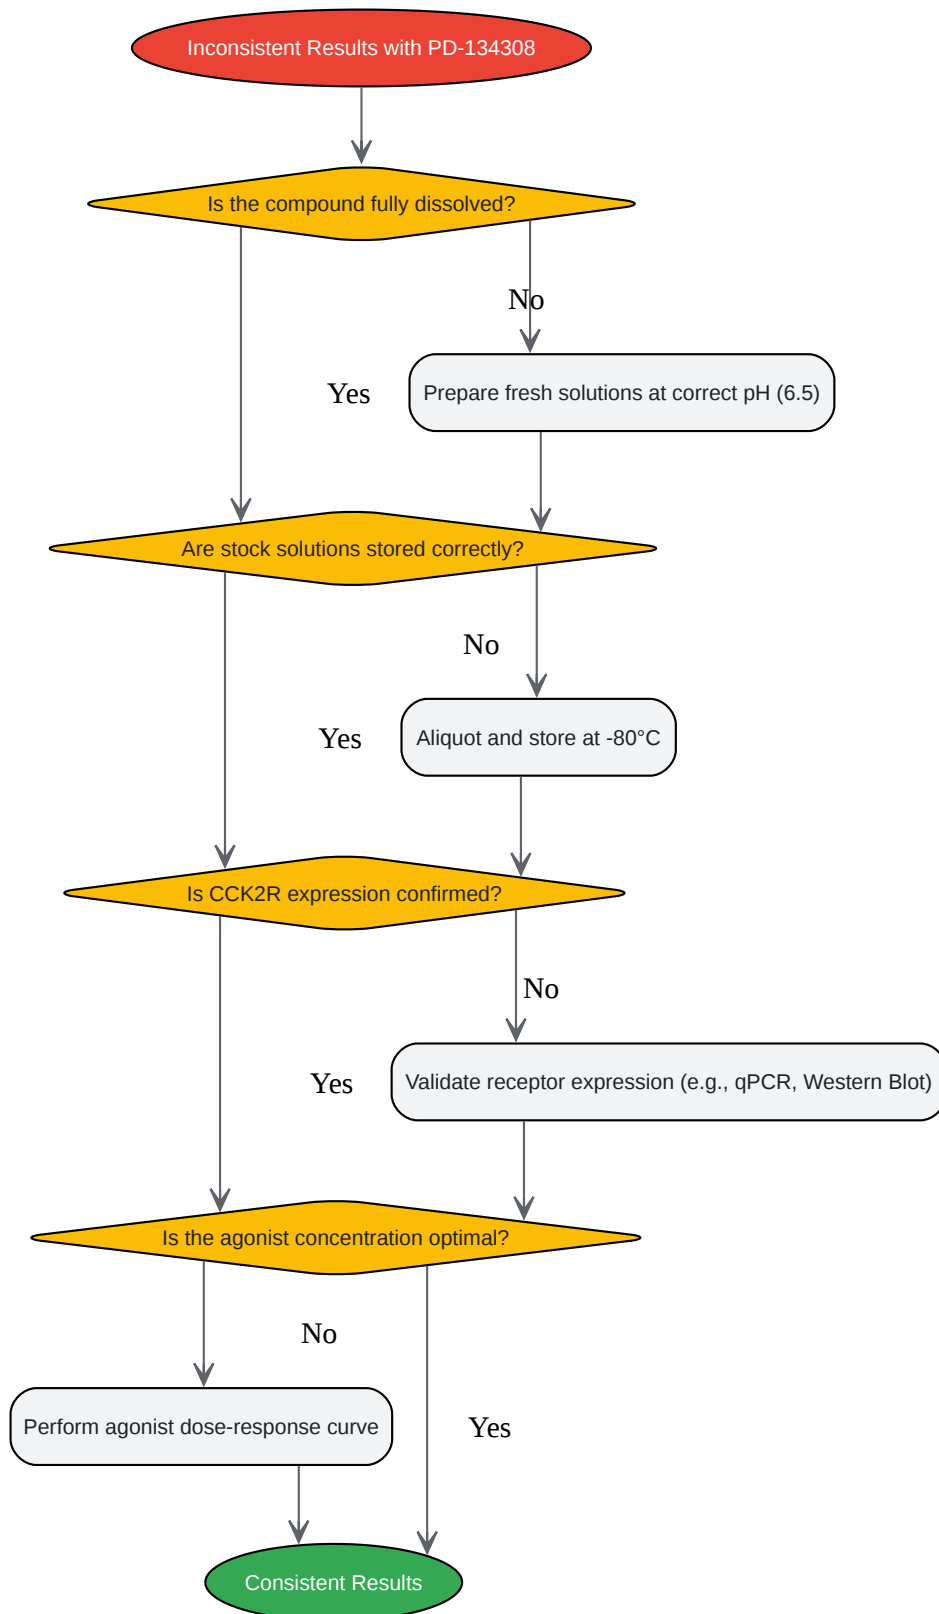 Inconsistent Results with PD-134308
Is the compound fully dissolved?
No
Yes
Prepare fresh solutions at correct pH (6.5)
Are stock solutions stored correctly?
No
Yes
Aliquot and store at -80°C
Is CCK2R expression confirmed?
No
Yes
Validate receptor expression (e.g., qPCR, Western Blot)
Is the agonist concentration optimal?
No
Perform agonist dose-response curve
Yes
Consistent Results